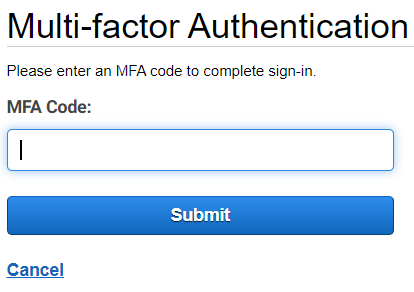 Multi-factor Authentication
Please enter an MFA code to complete sign-in.
MFA Code:
Submit
Cancel